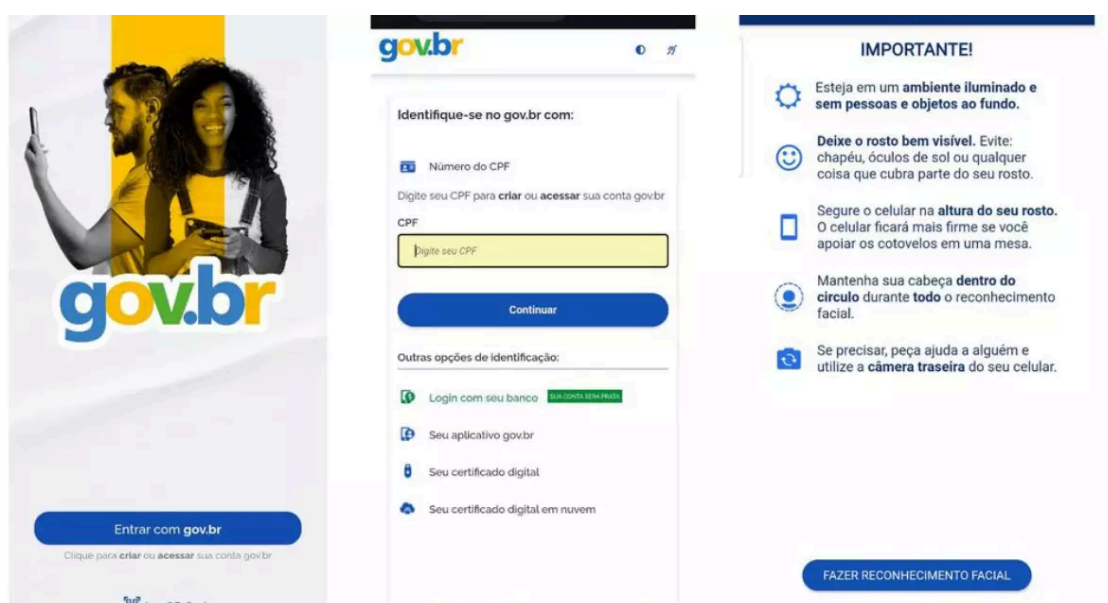 gov.br
Entrar com gov.br
Clique para criar ou acessar sua conta gov.br
gov.br
Identifique-se no gov.br com:
Número do CPF
Digite seu CPF para criar ou acessar sua conta gov.br
CPF
Digite seu CPF
Continuar
Outras opções de identificação:
Login com seu banco SUA CONTA SERÁ PRATA
Seu aplicativo gov.br
Seu certificado digital
Seu certificado digital em nuvem
IMPORTANTE!
Esteja em um ambiente iluminado e
sem pessoas e objetos ao fundo.
Deixe o rosto bem visível. Evite:
chapéu, óculos de sol ou qualquer
coisa que cubra parte do seu rosto.
Segure o celular na altura do seu rosto.
O celular ficará mais firme se você
apoiar os cotovelos em uma mesa.
Mantenha sua cabeça dentro do
circulo durante todo o reconhecimento
facial.
Se precisar, peça ajuda a alguém e
utilize a câmera traseira do seu celular.
FAZER RECONHECIMENTO FACIAL